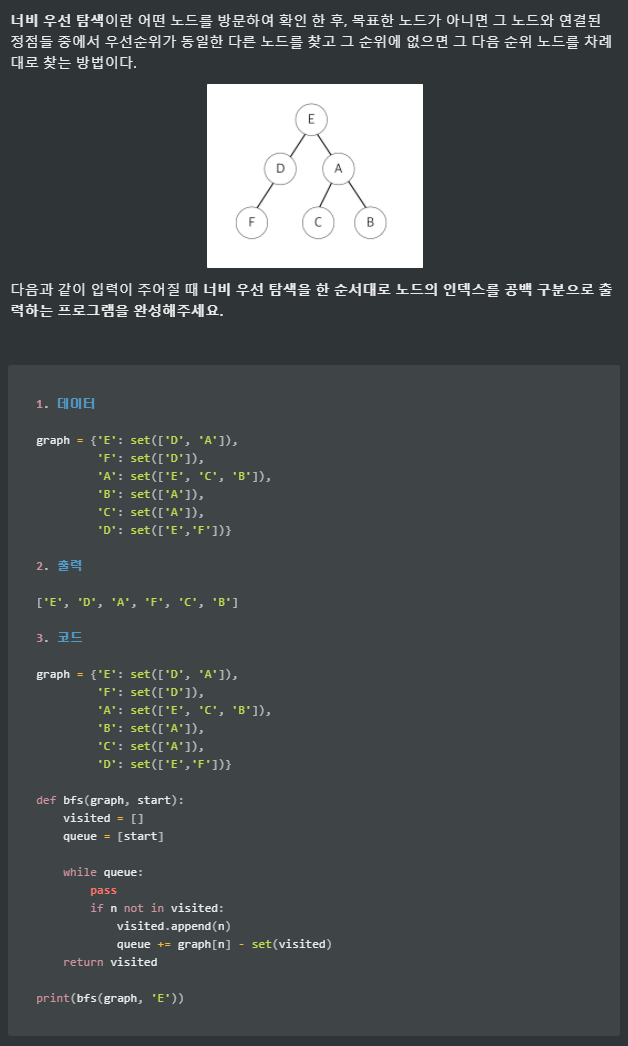 너비 우선 탐색이란 어떤 노드를 방문하여 확인 한 후, 목표한 노드가 아니면 그 노드와 연결된
정점들 중에서 우선순위가 동일한 다른 노드를 찾고 그 순위에 없으면 그 다음 순위 노드를 차례
대로 찾는 방법이다.
E
D A
F C B
다음과 같이 입력이 주어질 때 너비 우선 탐색을 한 순서대로 노드의 인덱스를 공백 구분으로 출
력하는 프로그램을 완성해주세요.
1. 데이터
graph = {'E': set(['D', 'A']),
'F': set(['D']),
'A': set(['E', 'C', 'B']),
'B': set(['A']),
'C': set(['A']),
'D': set(['E','F'])}
2. 출력
['E', 'D', 'A', 'F', 'C', 'B']
3. 코드
graph = {'E': set(['D', 'A']),
'F': set(['D']),
'A': set(['E', 'C', 'B']),
'B': set(['A']),
'C': set(['A']),
'D': set(['E','F'])}
def bfs(graph, start):
visited = []
queue = [start]
while queue:
pass
if n not in visited:
visited.append(n)
queue += graph[n] - set(visited)
return visited
print(bfs(graph, 'E'))